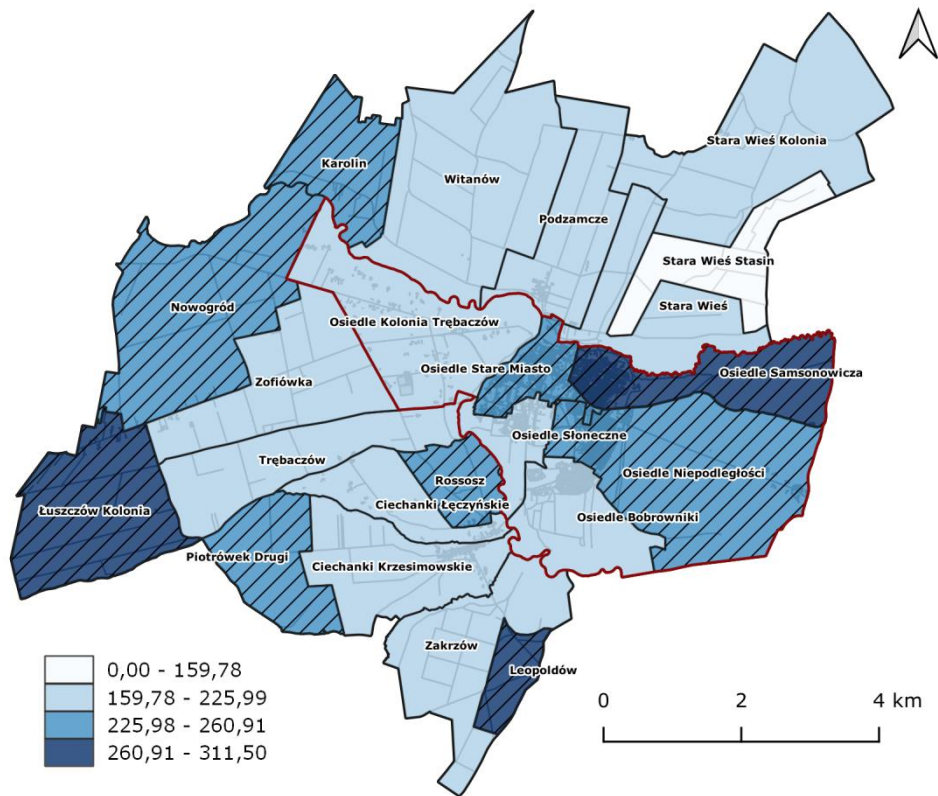 Stara Wieś Kolonia
Karolin
Witanów
Podzamcze
Stara Wieś Stasin
Nowogród
Stara Wieś
Osiedle Kolonia Trębaczów
Osiedle Stare Miasto
Osiedle Samsonowicza
Zofiówka
Osiedle Słoneczne
Trębaczów
Osiedle Niepodległości
Rossosz
Ciechanki Łęczyńskie
Łuszczów Kolonia
Osiedle Bobrowniki
Piotrówek Drugi
Ciechanki Krzesimowskie
Zakrzów
Leopoldów
0,00 - 159,78
159,78 - 225,99
225,98 - 260,91
260,91 - 311,50
0 2 4 km